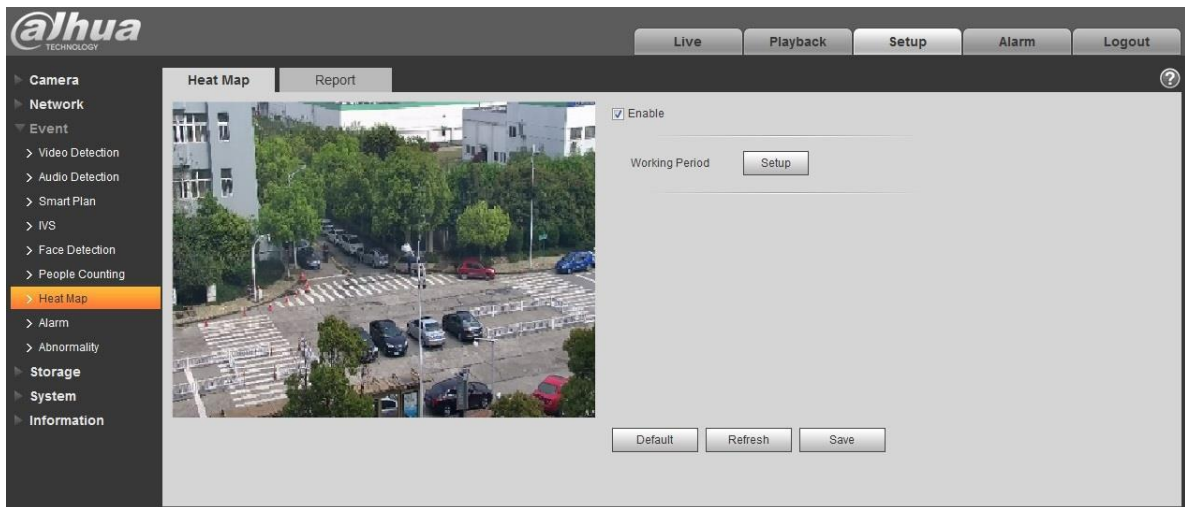 alhua
TECHNOLOGY
Live Playback Setup Alarm Logout
Heat Map Report
Camera
Network
Event
Video Detection
Audio Detection
Smart Plan
IVS
Face Detection
People Counting
Heat Map
Alarm
Abnormality
Storage
System
Information
Enable
Working Period Setup
Default Refresh Save